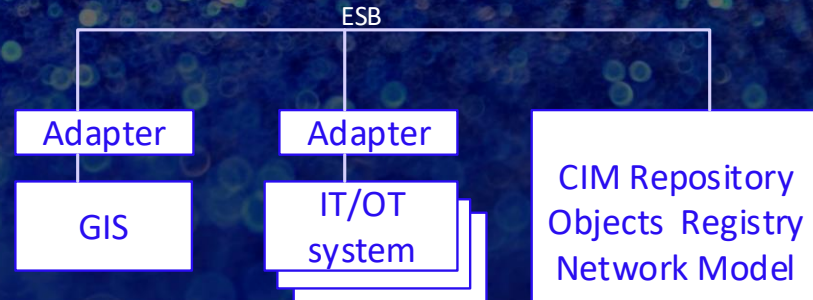 ESB
Adapter
Adapter
GIS
IT/OT
system
CIM Repository
Objects Registry
Network Model